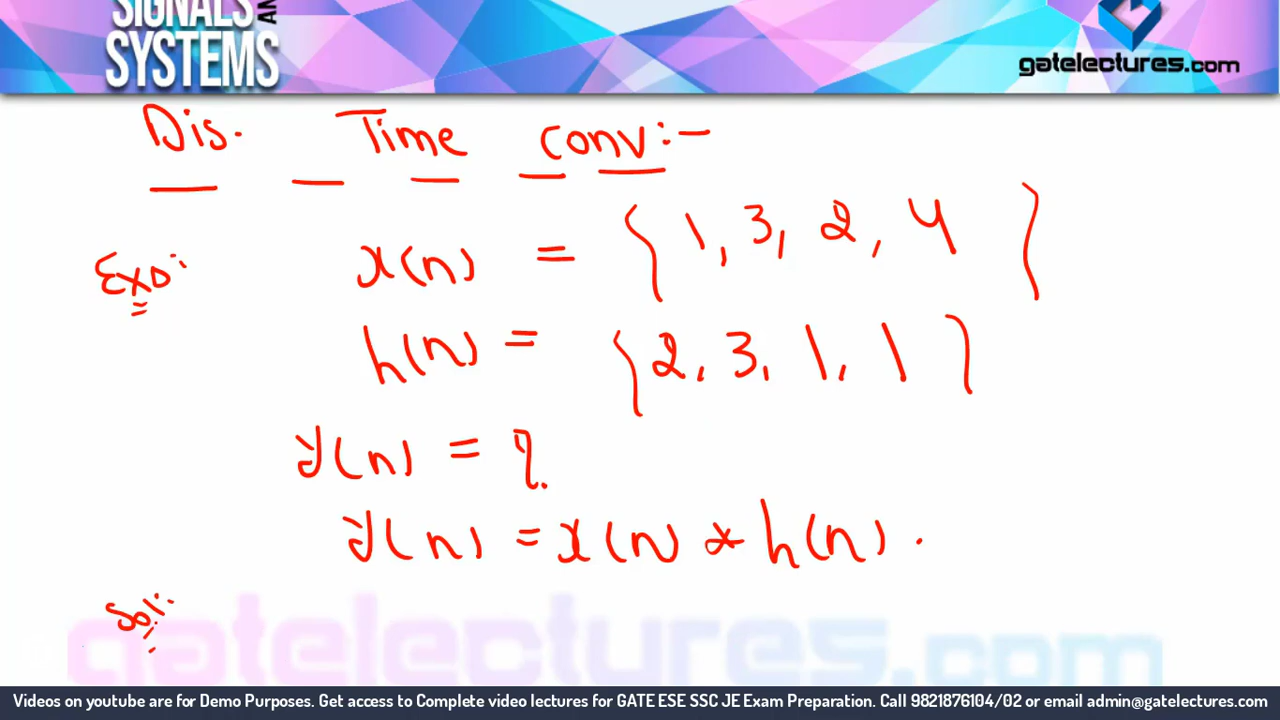 SIGNALS AND
SYSTEMS
gatelectures.com
Dis. Time conv:-
x(n) = {1, 3, 2, 4}
h(n) = {2, 3, 1, 1}
y(n) = ?
y(n) = x(n) * h(n).
Sol:
gatelectures.com
Videos on youtube are for Demo Purposes. Get access to Complete video lectures for GATE ESE SSC JE Exam Preparation. Call 9821876104/02 or email admin@gatelectures.com